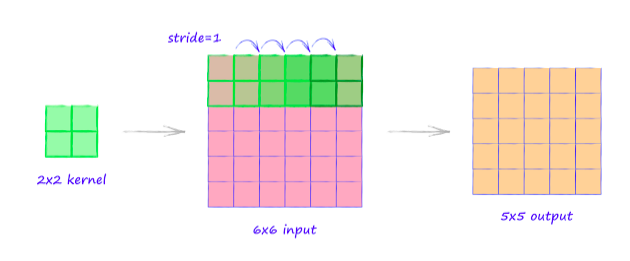 stride=1
2x2 kernel
6x6 input
5x5 output